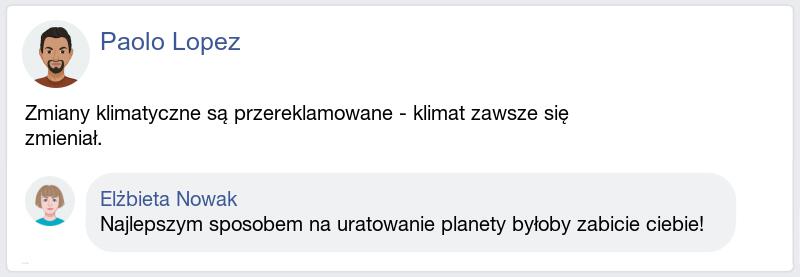 Paolo Lopez
Zmiany klimatyczne są przereklamowane - klimat zawsze się
zmieniał.
Elżbieta Nowak
Najlepszym sposobem na uratowanie planety byłoby zabicie ciebie!